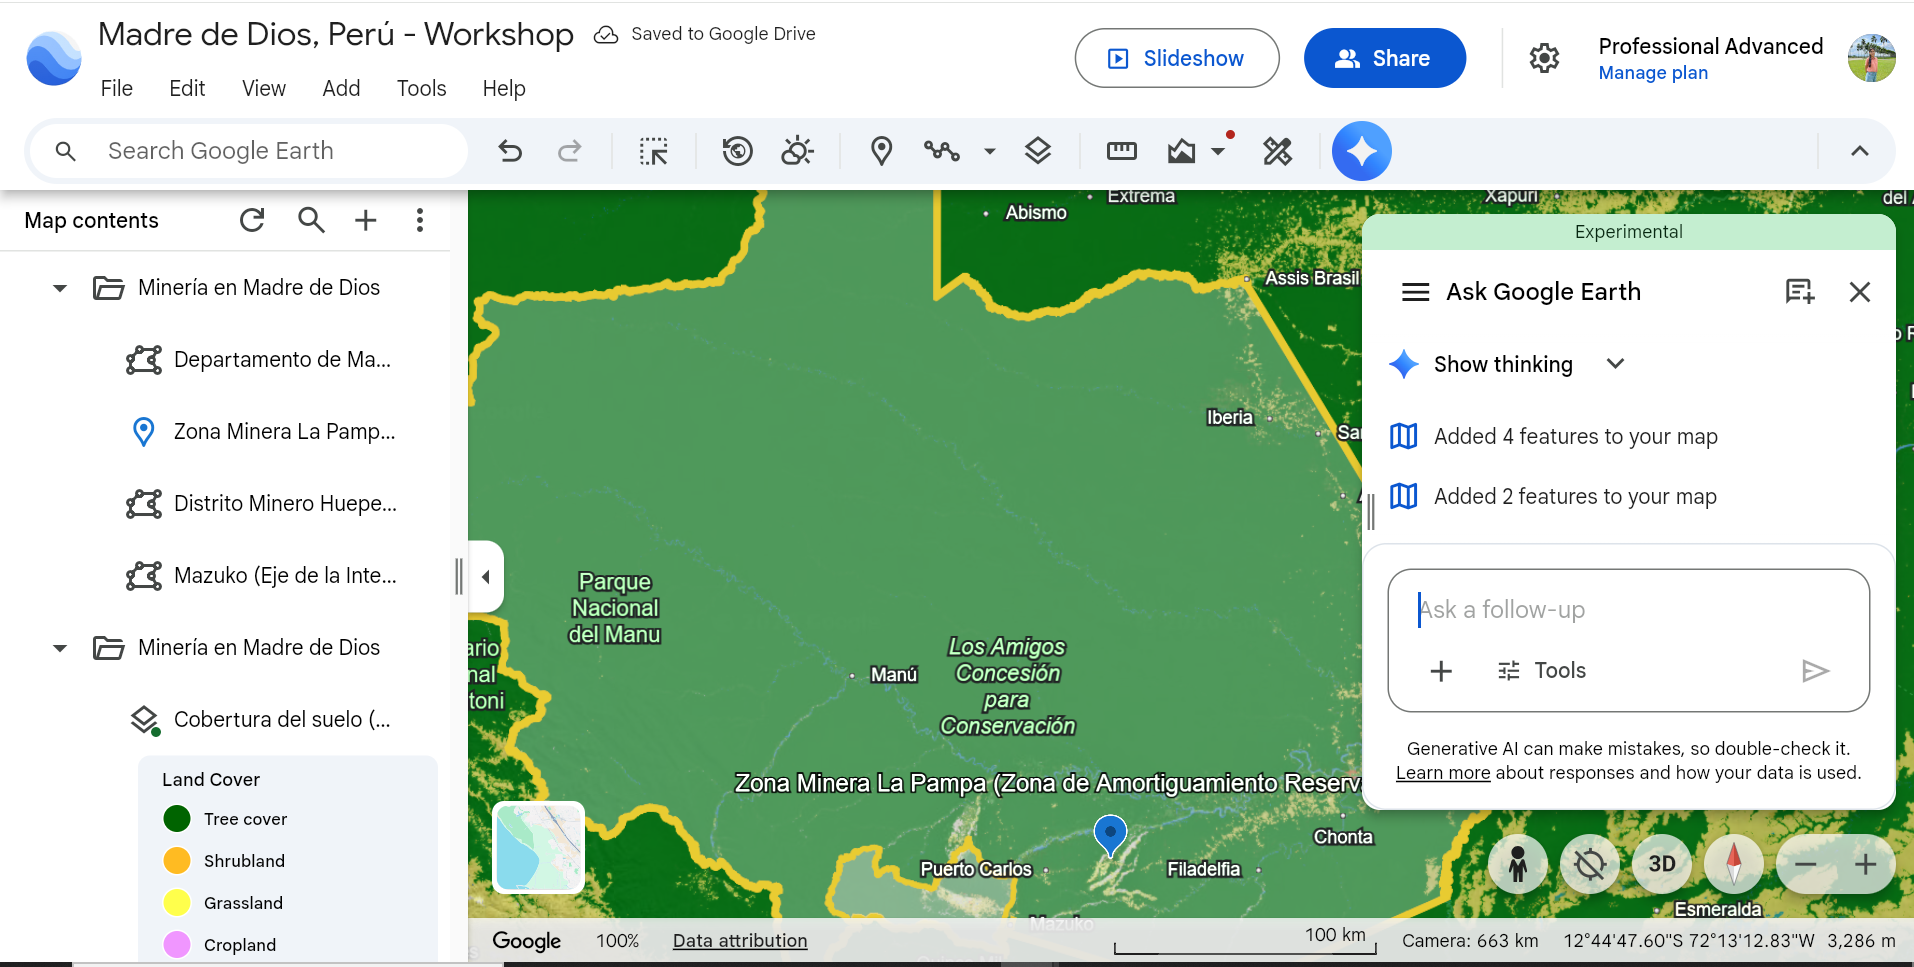 Madre de Dios, Perú - Workshop
Saved to Google Drive
File Edit View Add Tools Help
Slideshow
Share
Professional Advanced
Manage plan
Search Google Earth
Map contents
Minería en Madre de Dios
Departamento de Ma...
Zona Minera La Pamp...
Distrito Minero Huepe...
Mazuko (Eje de la Inte...
Minería en Madre de Dios
Cobertura del suelo (...
Land Cover
Tree cover
Shrubland
Grassland
Cropland
Extrema
Abismo
Xapuri
del
Assis Brasil
Iberia
Parque
Nacional
del Manu
Manú
Los Amigos
Concesión
para
Conservación
Zona Minera La Pampa (Zona de Amortiguamiento Reserv
Chonta
Puerto Carlos
Filadelfia
Mazuko
Esmeralda
Experimental
Ask Google Earth
Show thinking
Added 4 features to your map
Added 2 features to your map
Ask a follow-up
Tools
Generative AI can make mistakes, so double-check it.
Learn more about responses and how your data is used.
3D
Google
100%
Data attribution
100 km
Camera: 663 km
12°44'47.60"S 72°13'12.83"W
3,286 m